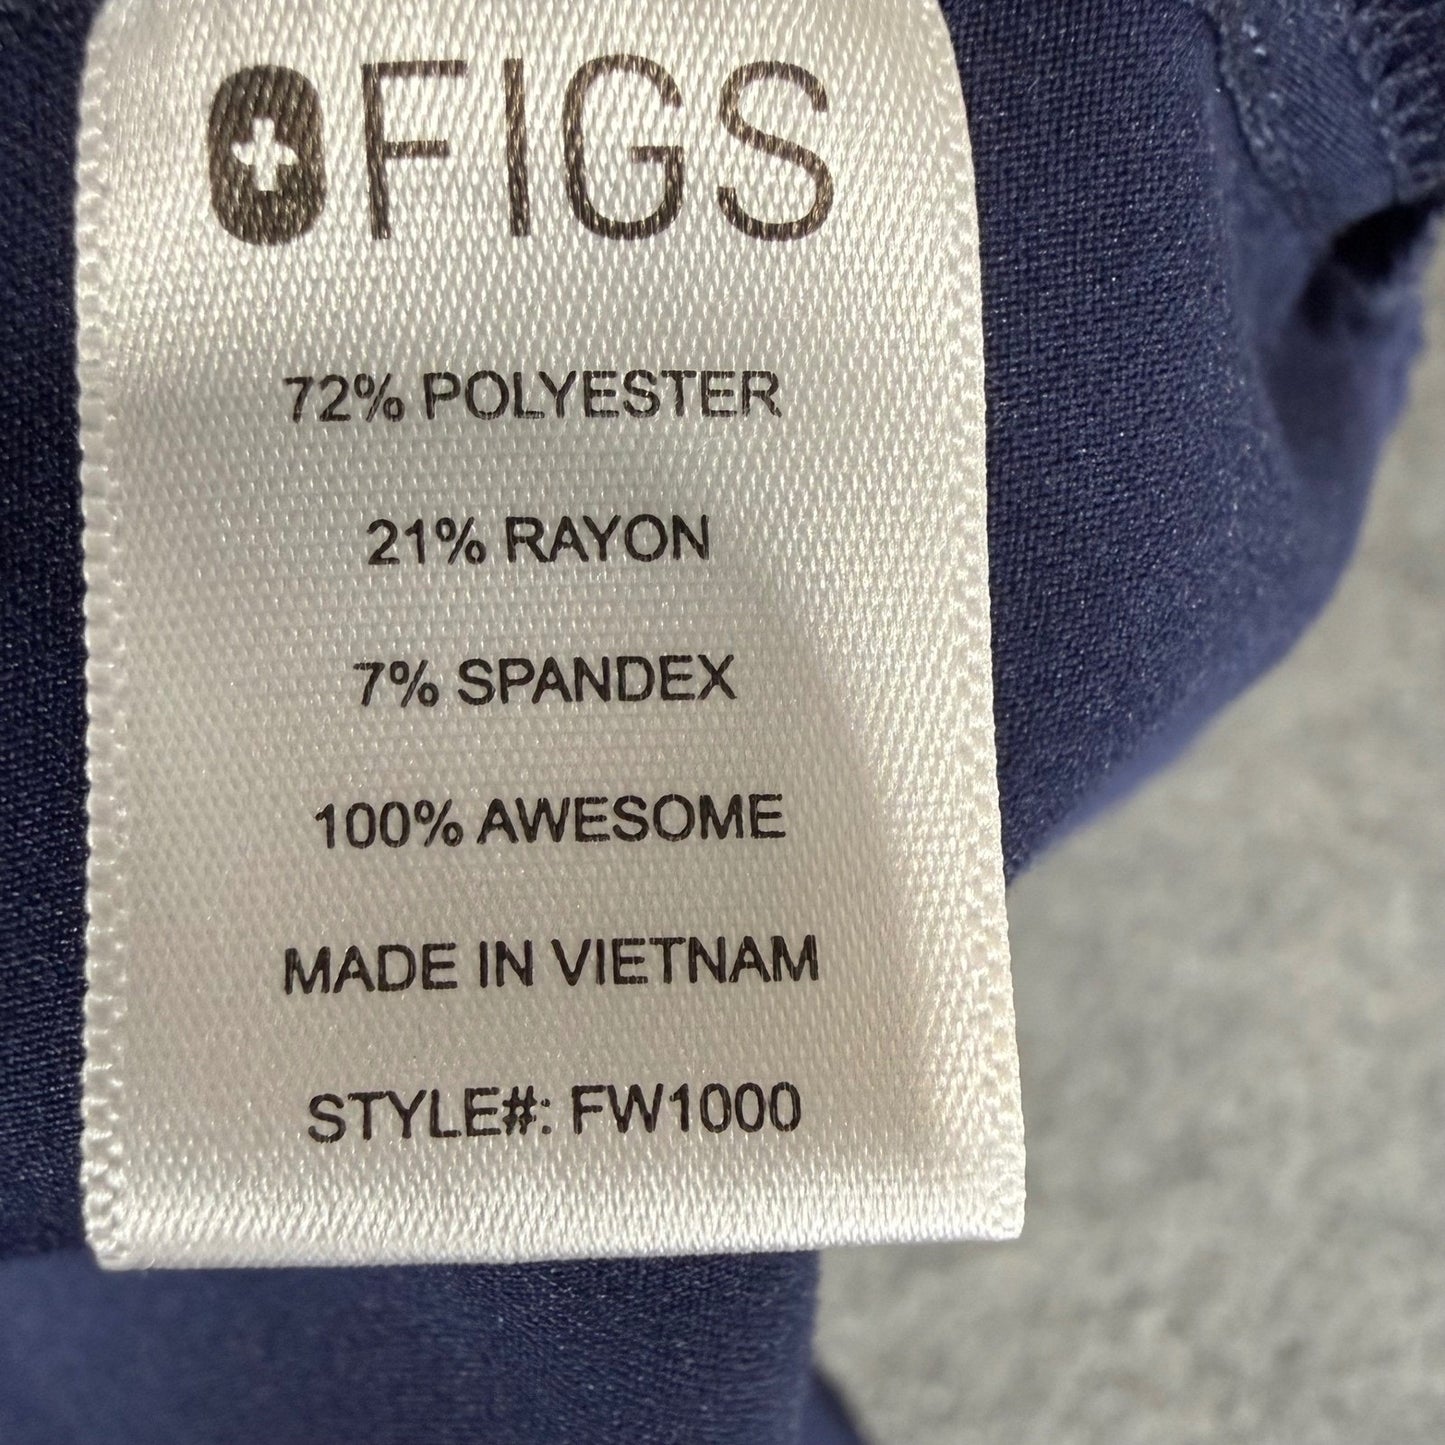 FIGS
72% POLYESTER
21% RAYON
7% SPANDEX
100% AWESOME
MADE IN VIETNAM
STYLE#: FW1000